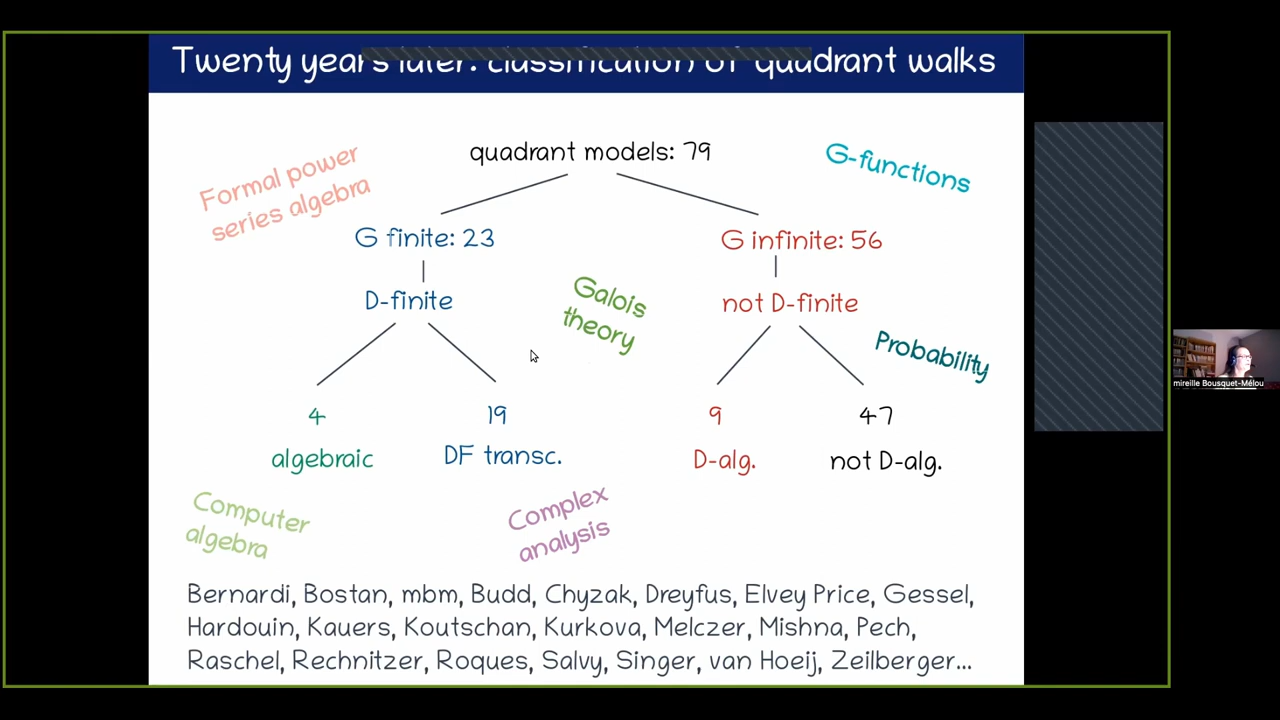 Twenty years later: classification of quadrant walks
quadrant models: 79
Formal power
series algebra
G-functions
G finite: 23
G infinite: 56
D-finite
Galois
theory
not D-finite
Probability
4
19
9
47
algebraic
DF transc.
D-alg.
not D-alg.
Computer
algebra
Complex
analysis
Bernardi, Bostan, mbm, Budd, Chyzak, Dreyfus, Elvey Price, Gessel,
Hardouin, Kauers, Koutschan, Kurkova, Melczer, Mishna, Pech,
Raschel, Rechnitzer, Roques, Salvy, Singer, van Hoeij, Zeilberger...
mireille Bousquet-Mélou